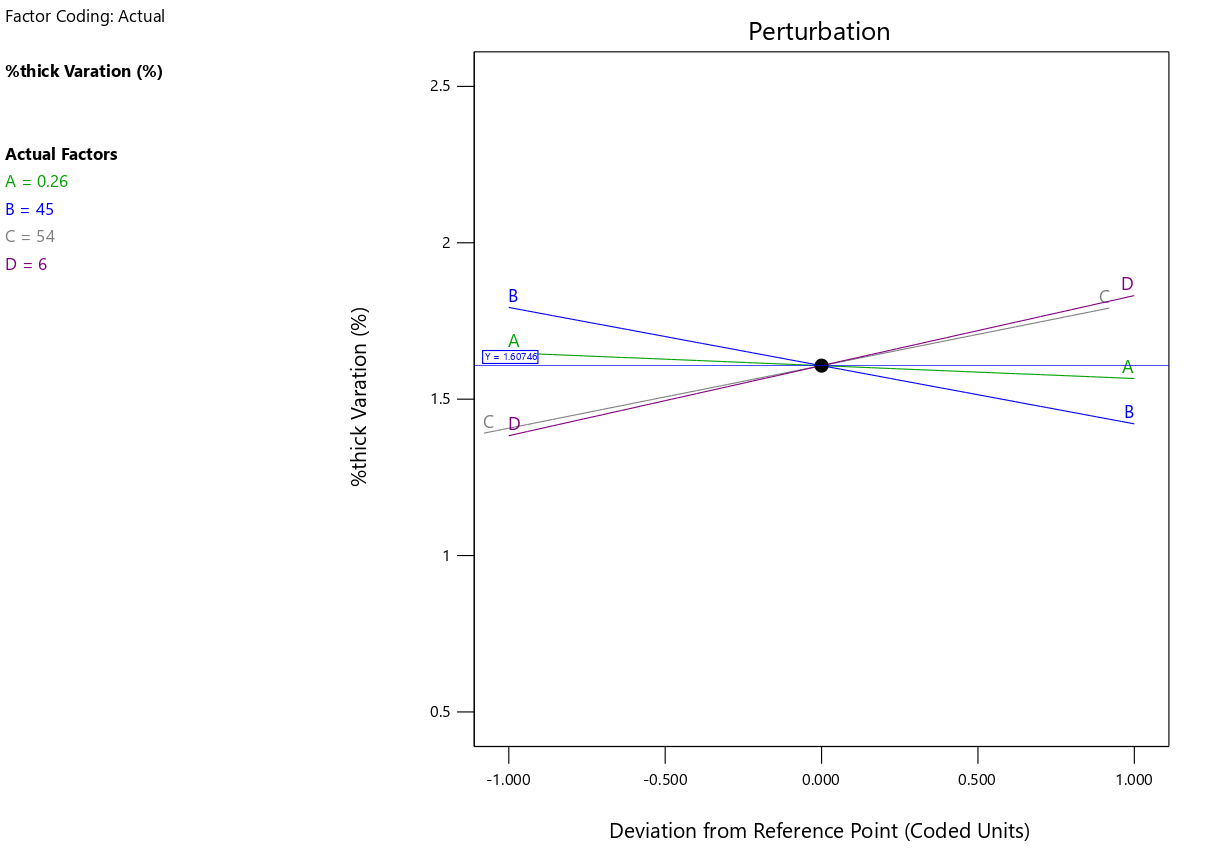 Factor Coding: Actual
%thick Varation (%)
Actual Factors
A = 0.26
B = 45
C = 54
D = 6
Perturbation
%thick Varation (%)
2.5
2
1.5
1
0.5
B
A
Y = 1.60746
C
D
D
C
A
B
-1.000
-0.500
0.000
0.500
1.000
Deviation from Reference Point (Coded Units)